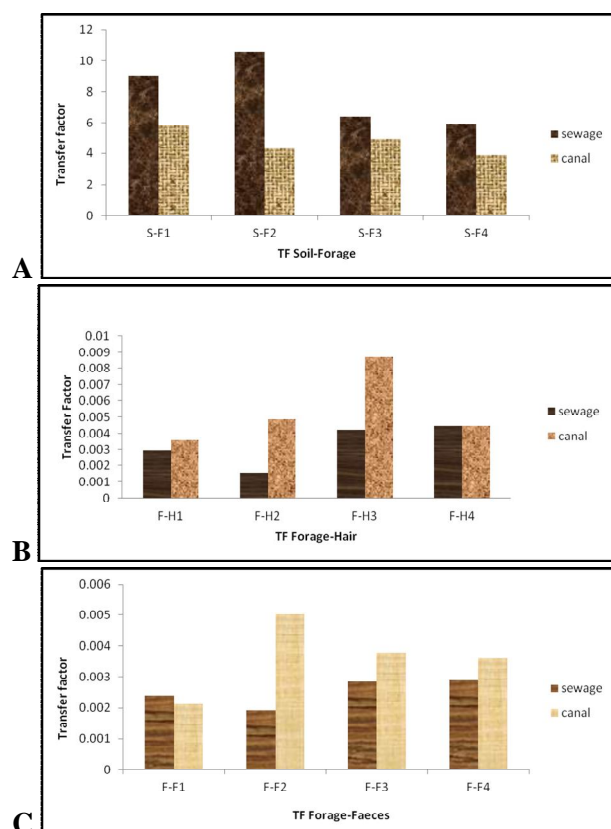 12
10
8
6
4
2
0
Transfer factor
S-F1 S-F2 S-F3 S-F4
TF Soil-Forage
sewage
canal
A
0.01
0.009
0.008
0.007
0.006
0.005
0.004
0.003
0.002
0.001
0
Transfer Factor
F-H1 F-H2 F-H3 F-H4
TF Forage-Hair
sewage
canal
B
0.006
0.005
0.004
0.003
0.002
0.001
0
Transfer factor
F-F1 F-F2 F-F3 F-F4
TF Forage-Faeces
sewage
canal
C